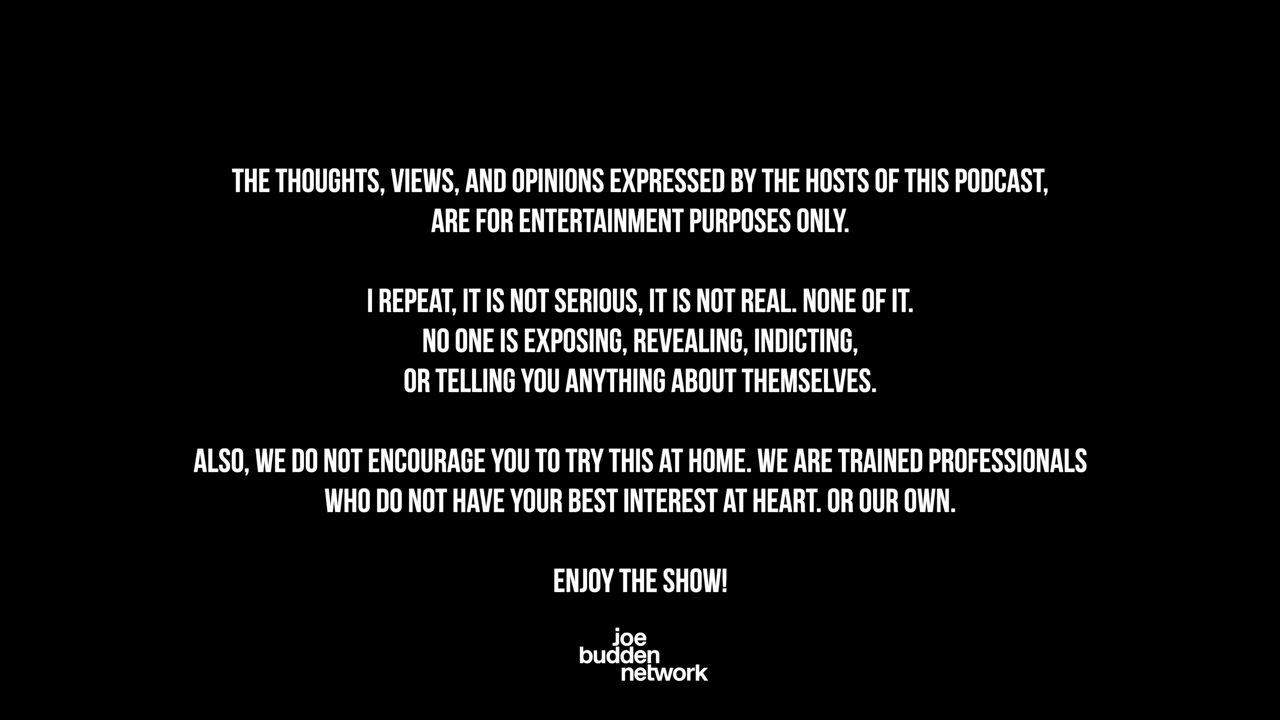 THE THOUGHTS, VIEWS, AND OPINIONS EXPRESSED BY THE HOSTS OF THIS PODCAST,
ARE FOR ENTERTAINMENT PURPOSES ONLY.
I REPEAT, IT IS NOT SERIOUS, IT IS NOT REAL. NONE OF IT.
NO ONE IS EXPOSING, REVEALING, INDICTING,
OR TELLING YOU ANYTHING ABOUT THEMSELVES.
ALSO, WE DO NOT ENCOURAGE YOU TO TRY THIS AT HOME. WE ARE TRAINED PROFESSIONALS
WHO DO NOT HAVE YOUR BEST INTEREST AT HEART. OR OUR OWN.
ENJOY THE SHOW!
joe
budden
network